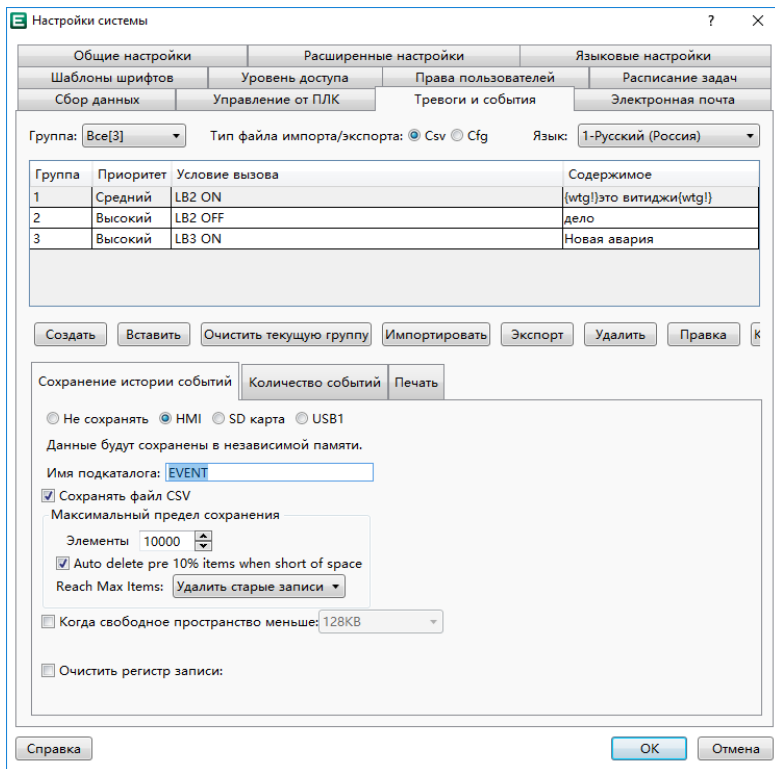 Настройки системы ? ×
Общие настройки Расширенные настройки Языковые настройки
Шаблоны шрифтов Уровень доступа Права пользователей Расписание задач
Сбор данных Управление от ПЛК Тревоги и события Электронная почта
Группа: Все[3] Тип файла импорта/экспорта: Csv Cfg Язык: 1-Русский (Россия)
Группа Приоритет Условие вызова Содержимое
1 Средний LB2 ON {wtg!}это витиджи{wtg!}
2 Высокий LB2 OFF дело
3 Высокий LB3 ON Новая авария
Создать Вставить Очистить текущую группу Импортировать Экспорт Удалить Правка К
Сохранение истории событий Количество событий Печать
Не сохранять HMI SD карта USB1
Данные будут сохранены в независимой памяти.
Имя подкаталога: EVENT
Сохранять файл CSV
Максимальный предел сохранения
Элементы 10000
Auto delete pre 10% items when short of space
Reach Max Items: Удалить старые записи
Когда свободное пространство меньше: 128KB
Очистить регистр записи:
Справка OK Отмена